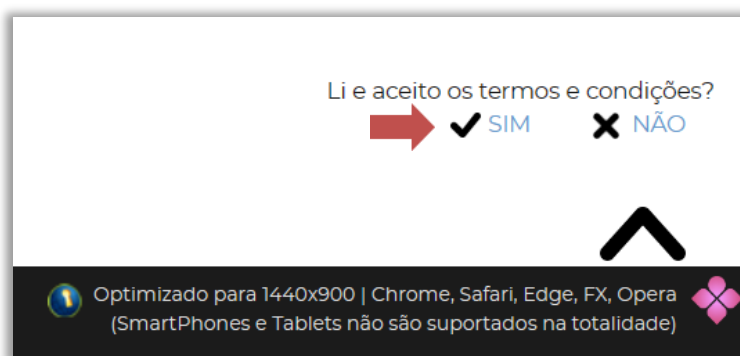 Li e aceito os termos e condições?
SIM NÃO
Optimizado para 1440x900 | Chrome, Safari, Edge, FX, Opera
(SmartPhones e Tablets não são suportados na totalidade)